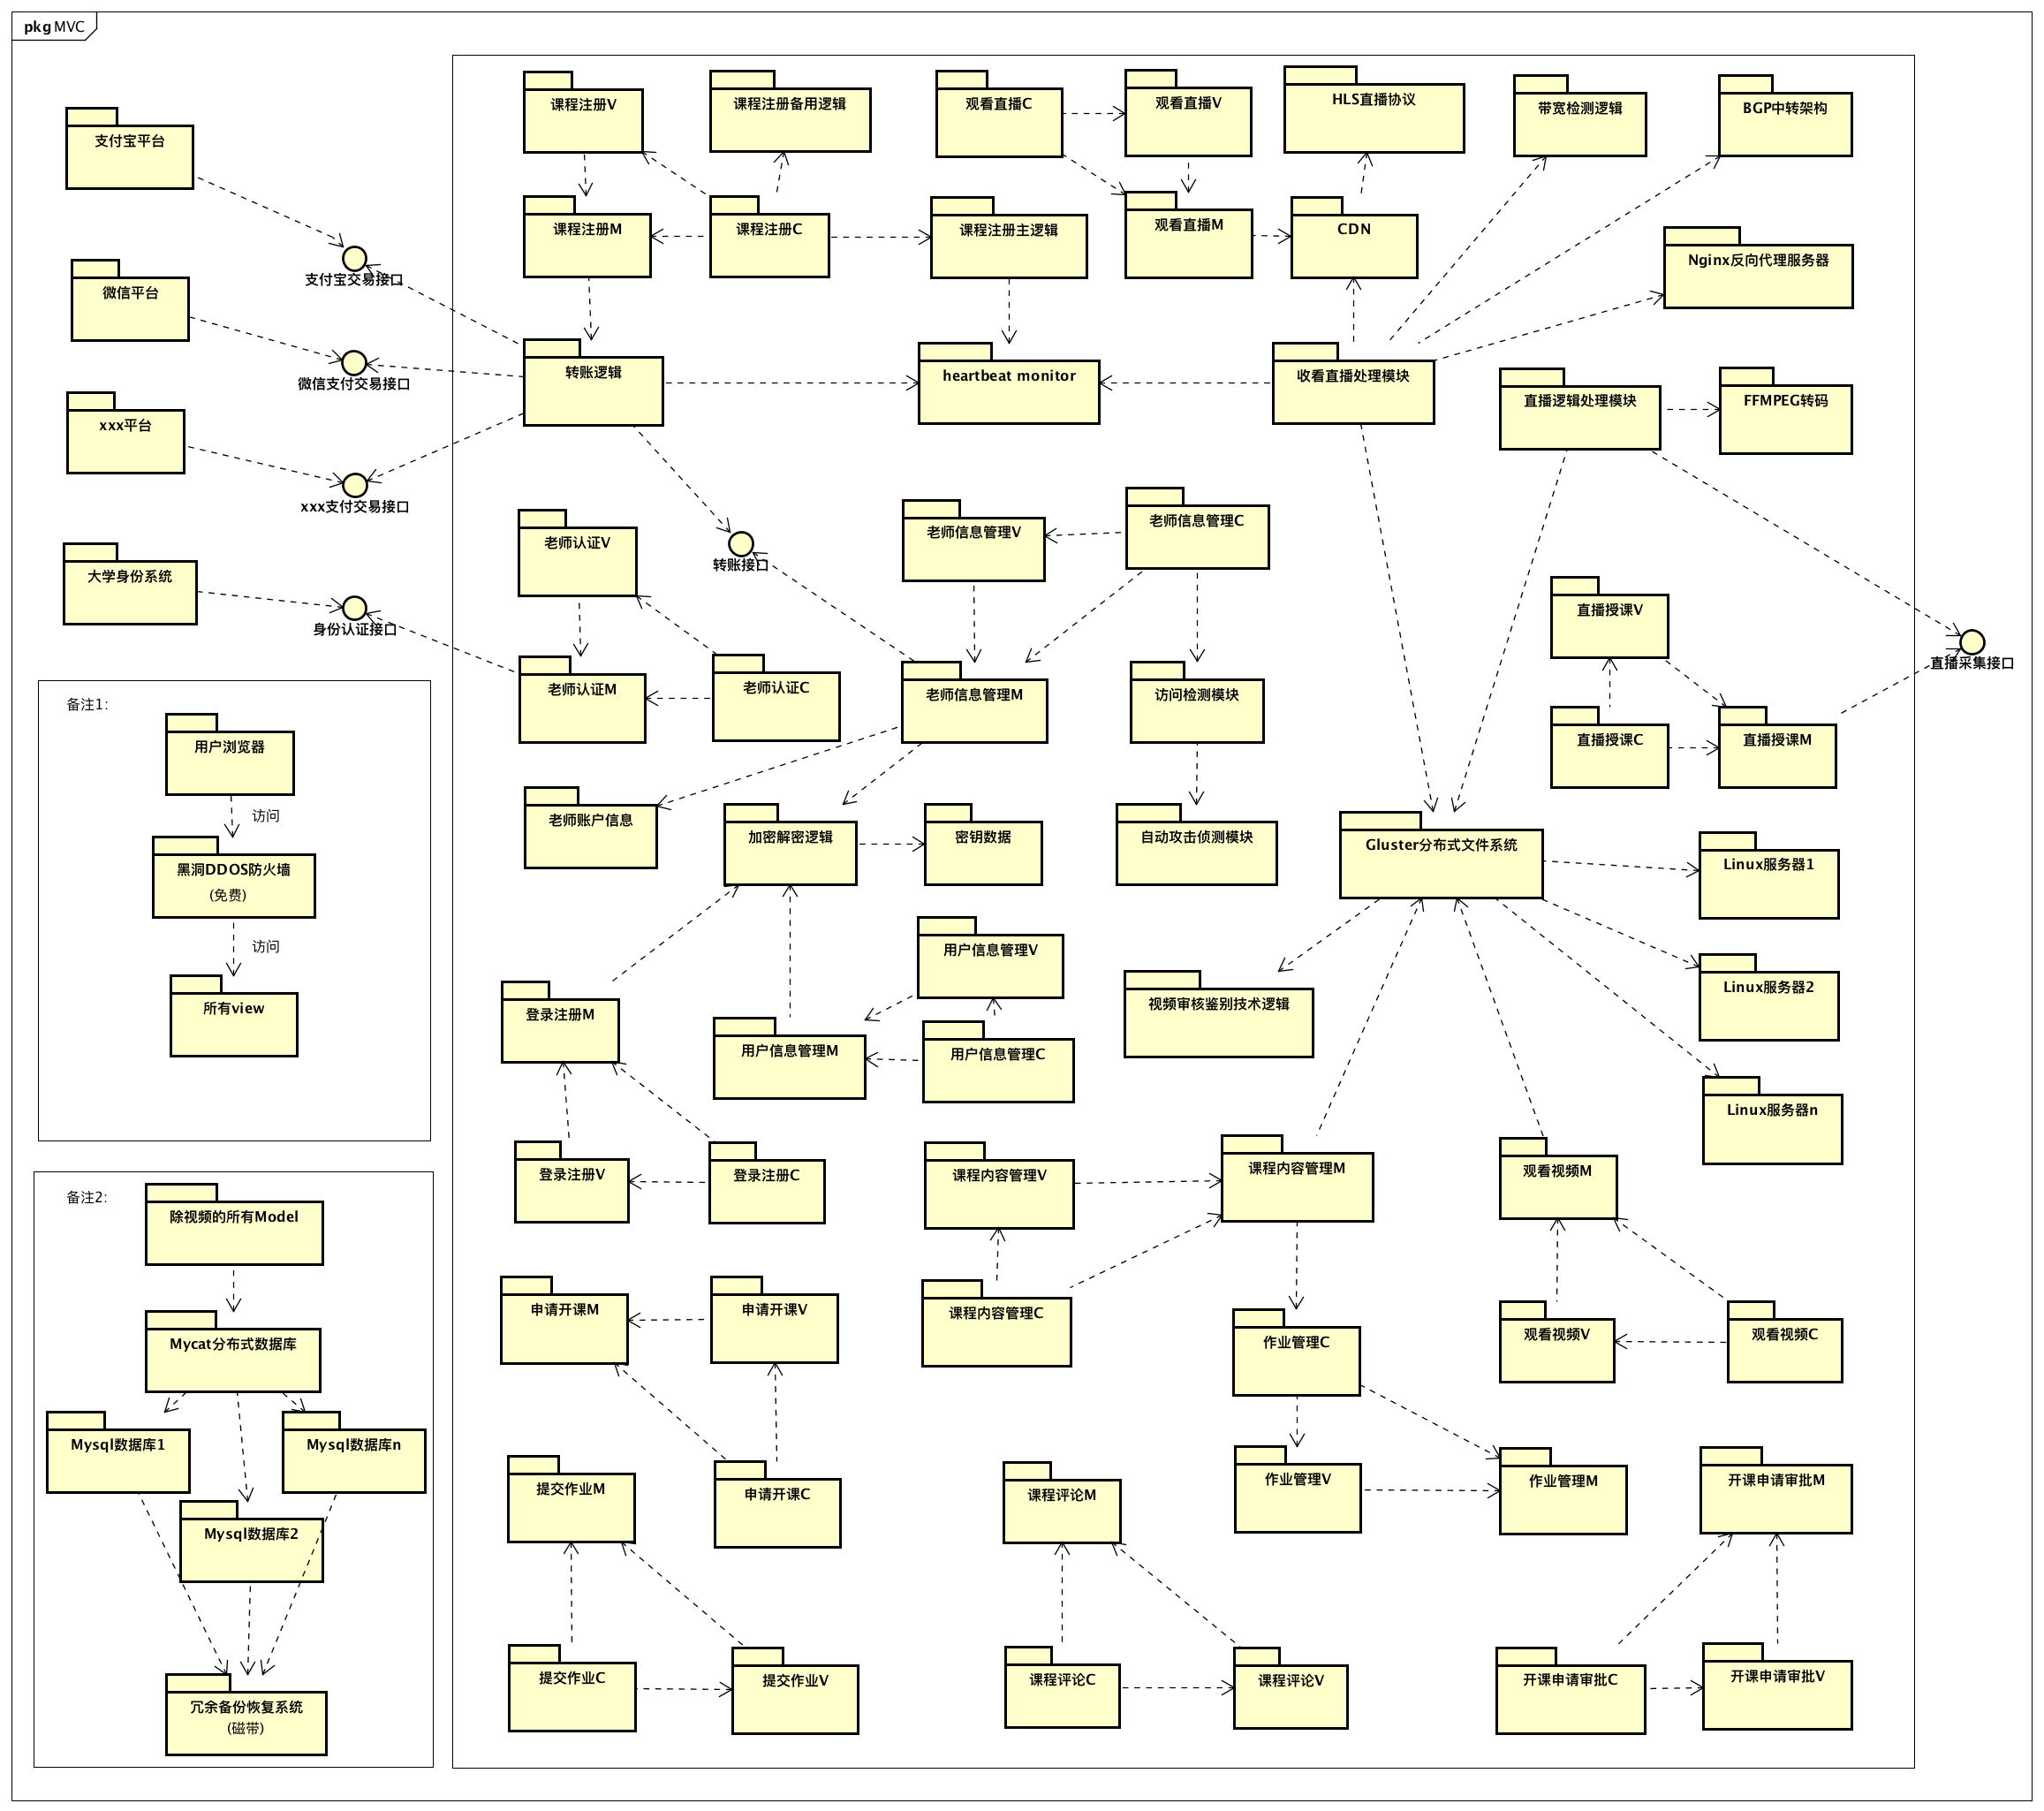 pkg MVC
支付宝平台
微信平台
xxx平台
大学身份系统
支付宝交易接口
微信支付交易接口
xxx支付交易接口
身份认证接口
课程注册V
课程注册备用逻辑
观看直播C
观看直播V
HLS直播协议
带宽检测逻辑
BGP中转架构
课程注册M
课程注册C
课程注册主逻辑
观看直播M
CDN
Nginx反向代理服务器
转账逻辑
heartbeat monitor
收看直播处理模块
直播逻辑处理模块
FFMPEG转码
老师认证V
转账接口
老师信息管理V
老师信息管理C
直播授课V
直播采集接口
老师认证M
老师认证C
老师信息管理M
访问检测模块
直播授课C
直播授课M
老师账户信息
加密解密逻辑
密钥数据
自动攻击侦测模块
Gluster分布式文件系统
Linux服务器1
用户信息管理V
登录注册M
用户信息管理M
用户信息管理C
视频审核鉴别技术逻辑
Linux服务器2
Linux服务器n
登录注册V
登录注册C
课程内容管理V
课程内容管理M
观看视频M
申请开课M
申请开课V
课程内容管理C
作业管理C
观看视频V
观看视频C
提交作业M
申请开课C
课程评论M
作业管理V
作业管理M
开课申请审批M
提交作业C
提交作业V
课程评论C
课程评论V
开课申请审批C
开课申请审批V
备注1:
用户浏览器
访问
黑洞DDOS防火墙
(免费)
访问
所有view
备注2:
除视频的所有Model
Mycat分布式数据库
Mysql数据库1
Mysql数据库n
Mysql数据库2
冗余备份恢复系统
(磁带)